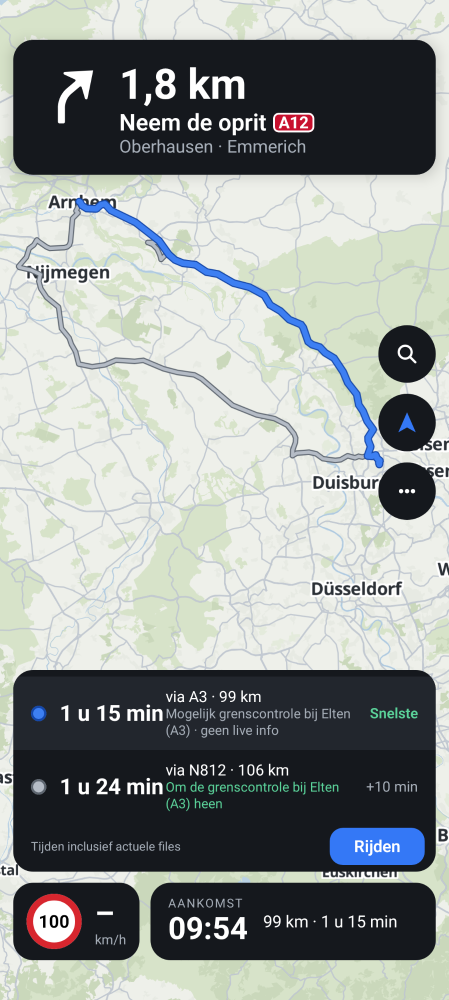 1,8 km
Neem de oprit A12
Oberhausen · Emmerich
Arnhem
Nijmegen
Duisbur
Düsseldorf
via A3 · 99 km
1 u 15 min
Mogelijk grenscontrole bij Elten
(A3) · geen live info
Snelste
via N812 · 106 km
1 u 24 min
Om de grenscontrole bij Elten
(A3) heen
+10 min
Tijden inclusief actuele files
Rijden
Euskirchen
100
–
km/h
AANKOMST
09:54
99 km · 1 u 15 min